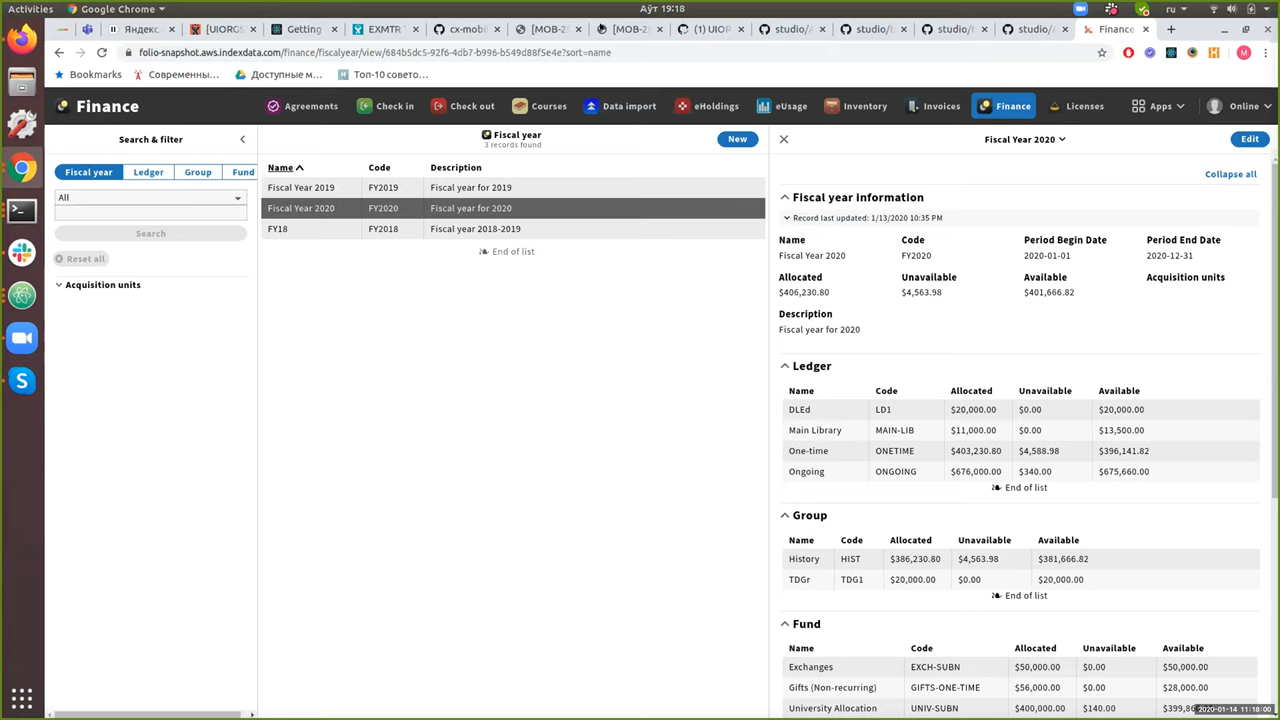 Activities Google Chrome Аўт 19:18 ru
Яндекс [UIORGS Getting EXMTR cx-mobi [MOB-29 [MOB-2 (1) UIOR studio/ studio/ studio/ studio/ Finance
folio-snapshot.aws.indexdata.com/finance/fiscalyear/view/684b5dc5-92f6-4db7-b996-b549d88f5e4e?sort=name
Bookmarks Современны... Доступные м... Топ-10 совето...
Finance Agreements Check in Check out Courses Data import eHoldings eUsage Inventory Invoices Finance Licenses Apps Online
Search & filter
Fiscal year Ledger Group Fund
All
Search
Reset all
Acquisition units
Fiscal year
3 records found
New
Name Code Description
Fiscal Year 2019 FY2019 Fiscal year for 2019
Fiscal Year 2020 FY2020 Fiscal year for 2020
FY18 FY2018 Fiscal year 2018-2019
End of list
Fiscal Year 2020
Edit
Collapse all
Fiscal year information
Record last updated: 1/13/2020 10:35 PM
Name Code Period Begin Date Period End Date
Fiscal Year 2020 FY2020 2020-01-01 2020-12-31
Allocated Unavailable Available Acquisition units
$406,230.80 $4,563.98 $401,666.82
Description
Fiscal year for 2020
Ledger
Name Code Allocated Unavailable Available
DLEd LD1 $20,000.00 $0.00 $20,000.00
Main Library MAIN-LIB $11,000.00 $0.00 $13,500.00
One-time ONETIME $403,230.80 $4,588.98 $396,141.82
Ongoing ONGOING $676,000.00 $340.00 $675,660.00
End of list
Group
Name Code Allocated Unavailable Available
History HIST $386,230.80 $4,563.98 $381,666.82
TDGr TDG1 $20,000.00 $0.00 $20,000.00
End of list
Fund
Name Code Allocated Unavailable Available
Exchanges EXCH-SUBN $50,000.00 $0.00 $50,000.00
Gifts (Non-recurring) GIFTS-ONE-TIME $56,000.00 $0.00 $28,000.00
University Allocation UNIV-SUBN $400,000.00 $140.00 $399,86
2020-01-14 11:18:00